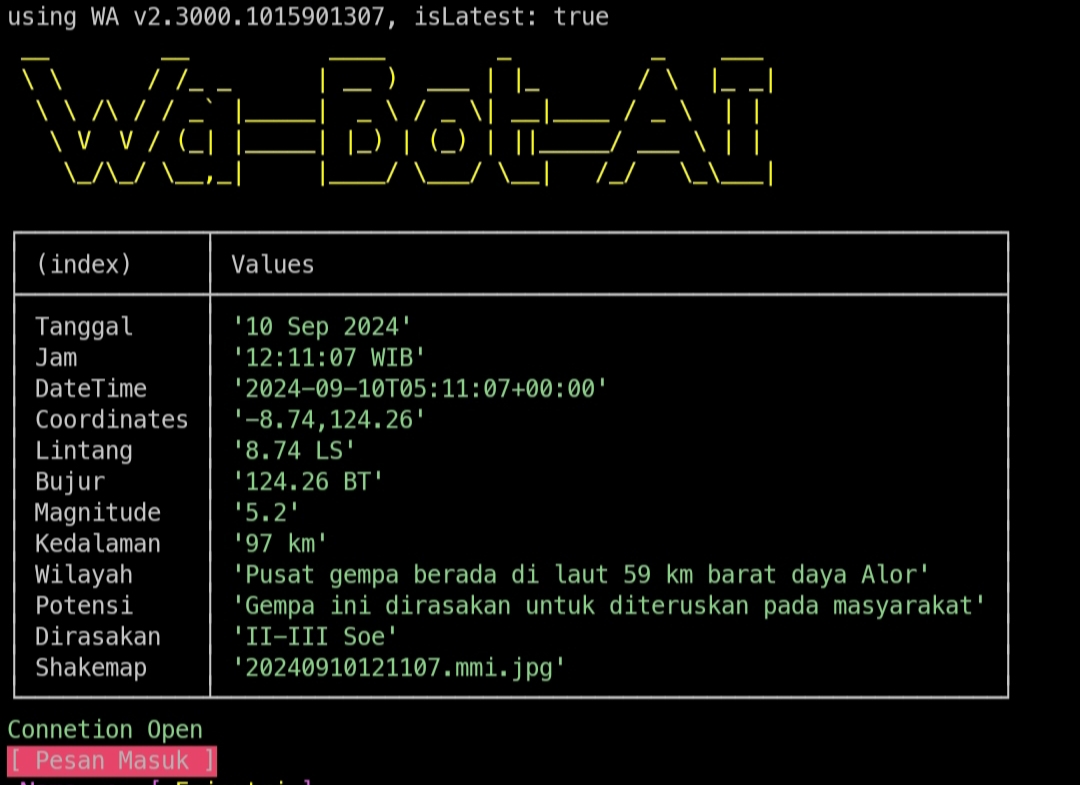 using WA v2.3000.1015901307, isLatest: true
Wa-Bot-AI
(index) Values
Tanggal '10 Sep 2024'
Jam '12:11:07 WIB'
DateTime '2024-09-10T05:11:07+00:00'
Coordinates '-8.74,124.26'
Lintang '8.74 LS'
Bujur '124.26 BT'
Magnitude '5.2'
Kedalaman '97 km'
Wilayah 'Pusat gempa berada di laut 59 km barat daya Alor'
Potensi 'Gempa ini dirasakan untuk diteruskan pada masyarakat'
Dirasakan 'II-III Soe'
Shakemap '20240910121107.mmi.jpg'
Connetion Open
[ Pesan Masuk ]